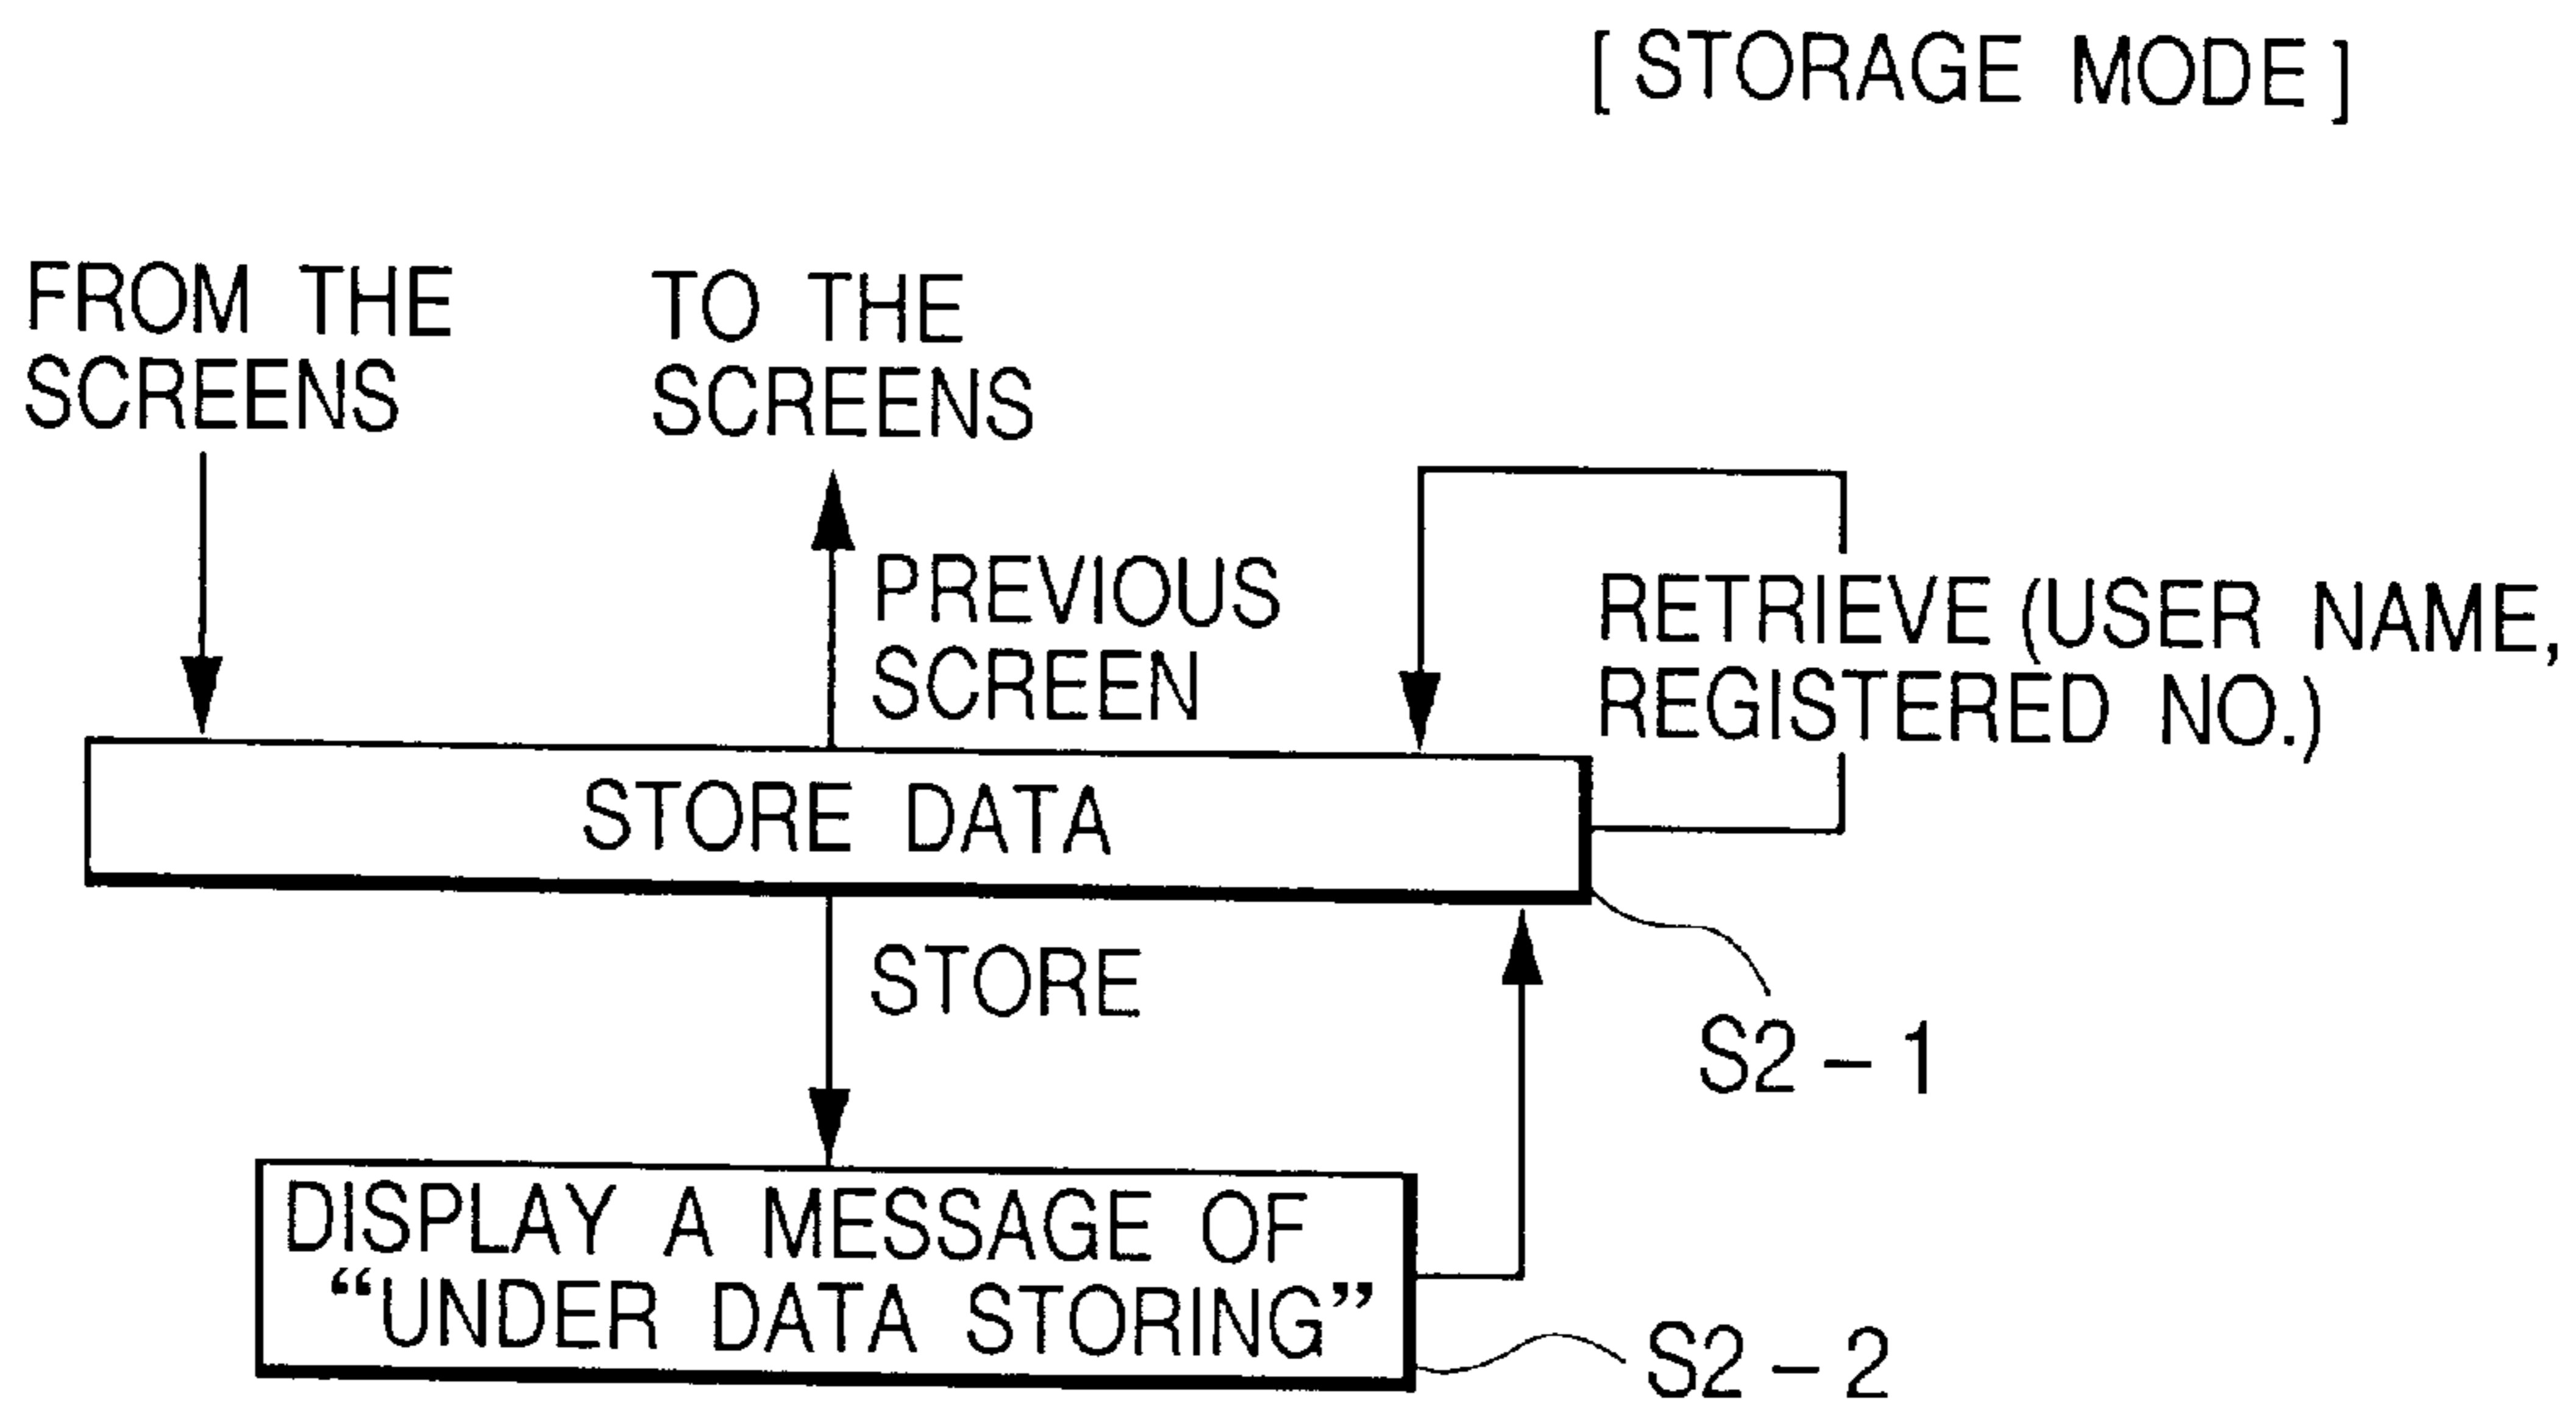 [ STORAGE MODE ]
FROM THE
SCREENS
TO THE
SCREENS
PREVIOUS
SCREEN
RETRIEVE (USER NAME,
REGISTERED NO.)
STORE DATA
STORE
S2 – 1
DISPLAY A MESSAGE OF
“UNDER DATA STORING”
S2 – 2